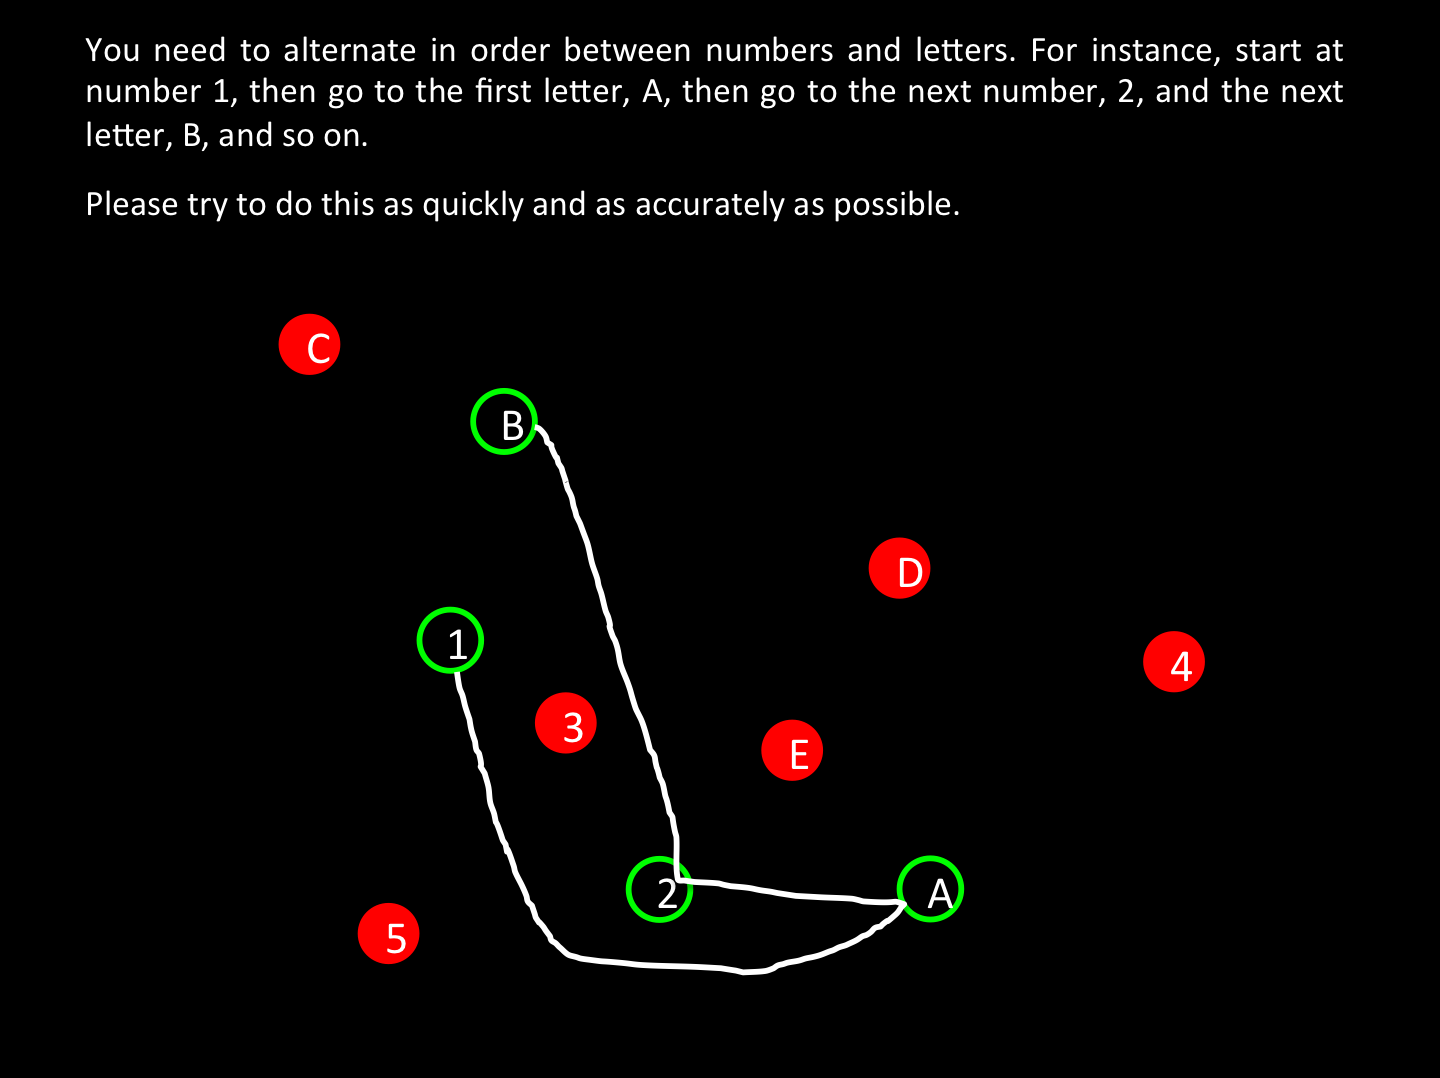 You need to alternate in order between numbers and letters. For instance, start at
number 1, then go to the first letter, A, then go to the next number, 2, and the next
letter, B, and so on.
Please try to do this as quickly and as accurately as possible.
C
B
D
1
4
3
E
2
A
5